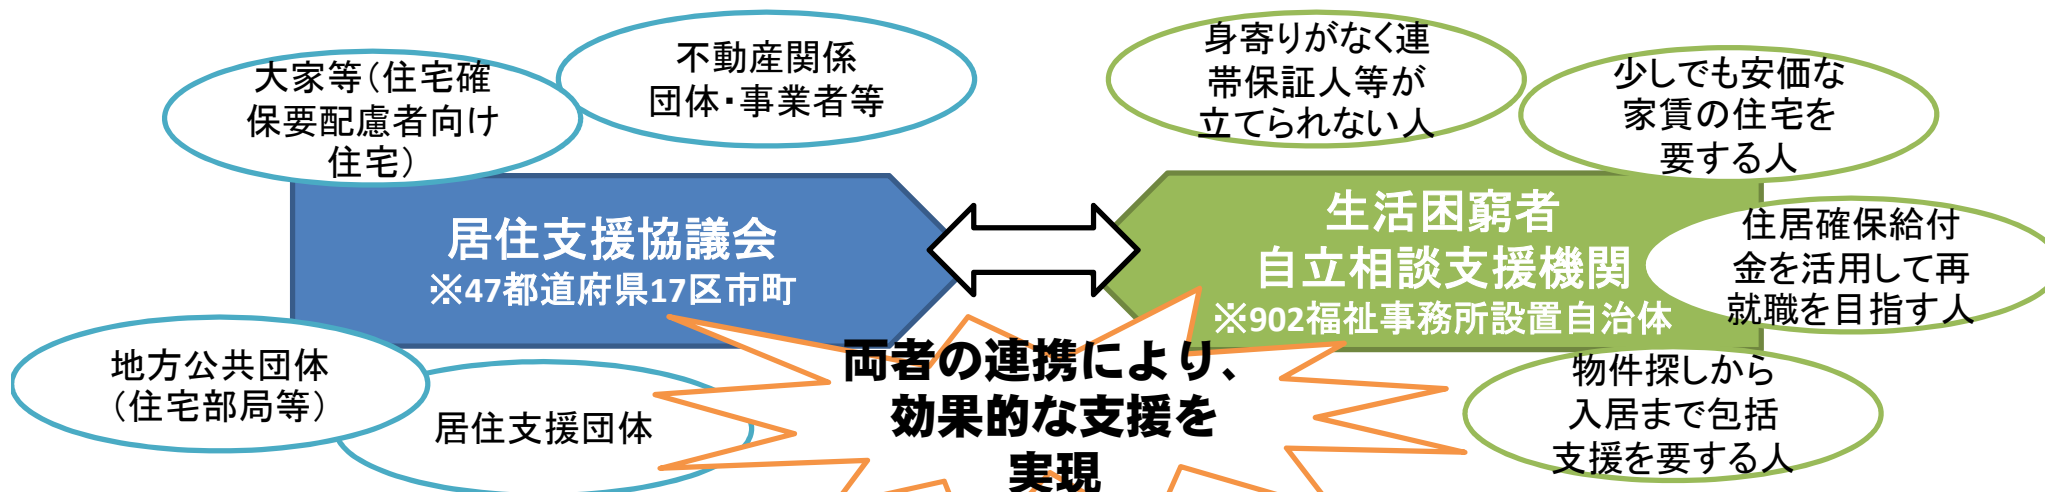 大家等（住宅確
保要配慮者向け
住宅）
不動産関係
団体・事業者等
身寄りがなく連
帯保証人等が
立てられない人
少しでも安価な
家賃の住宅を
要する人
居住支援協議会
※47都道府県17区市町
生活困窮者
自立相談支援機関
※902福祉事務所設置自治体
住居確保給付
金を活用して再
就職を目指す人
地方公共団体
（住宅部局等）
居住支援団体
両者の連携により、
効果的な支援を
実現
物件探しから
入居まで包括
支援を要する人